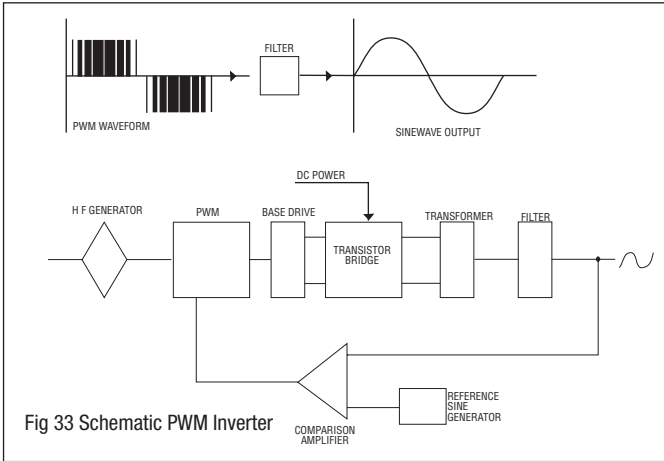 FILTER
PWM WAVEFORM
SINEWAVE OUTPUT
DC POWER
H F GENERATOR
PWM
BASE DRIVE
TRANSISTOR
BRIDGE
TRANSFORMER
FILTER
COMPARISON
AMPLIFIER
REFERENCE
SINE
GENERATOR
Fig 33 Schematic PWM Inverter